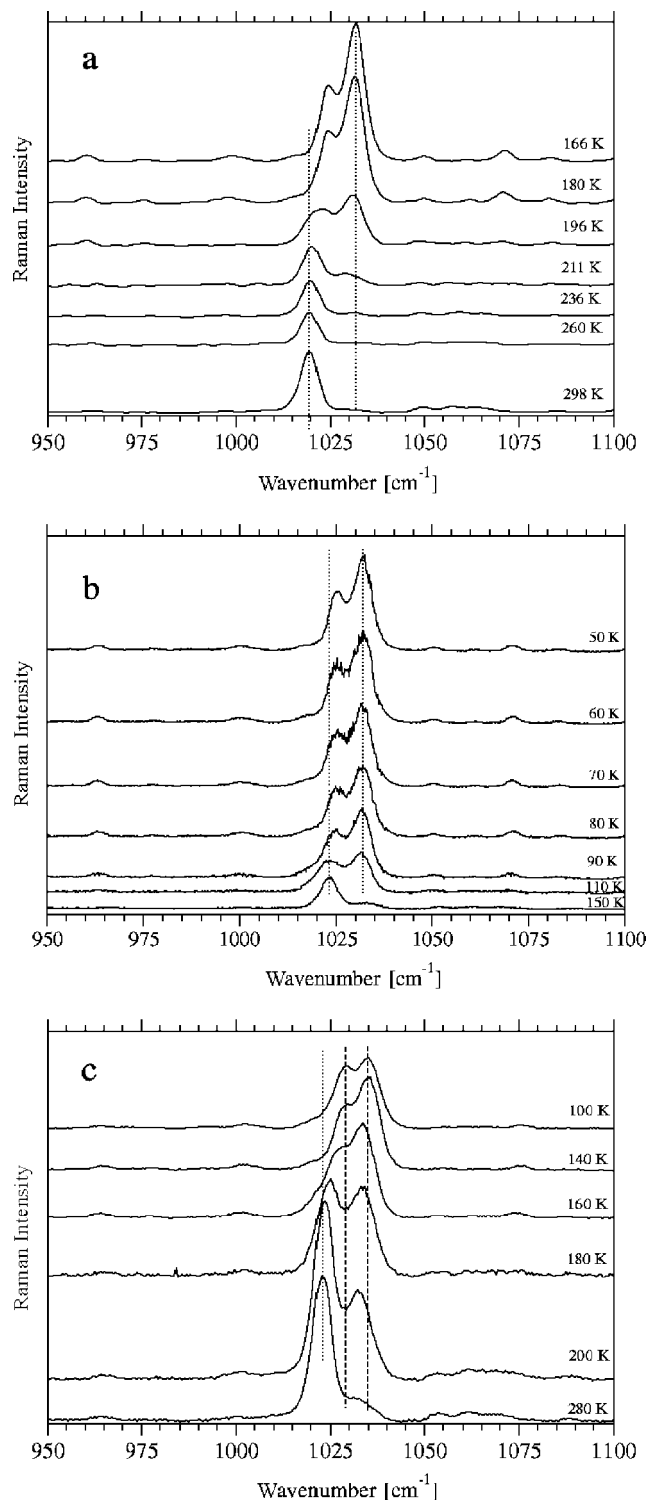 a
Raman Intensity
166 K
180 K
196 K
211 K
236 K
260 K
298 K
950 975 1000 1025 1050 1075 1100
Wavenumber [cm-1]
b
Raman Intensity
50 K
60 K
70 K
80 K
90 K
110 K
150 K
950 975 1000 1025 1050 1075 1100
Wavenumber [cm-1]
c
Raman Intensity
100 K
140 K
160 K
180 K
200 K
280 K
950 975 1000 1025 1050 1075 1100
Wavenumber [cm-1]